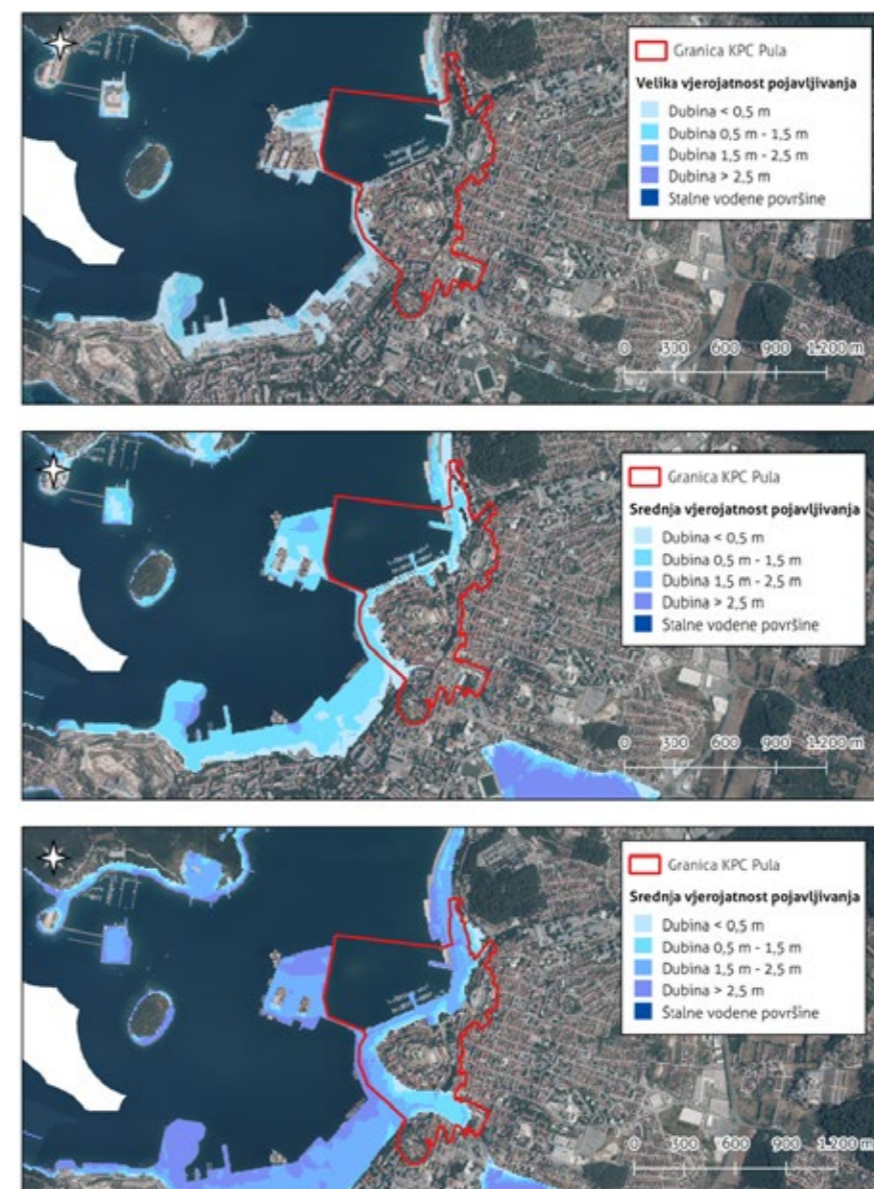 Granica KPC Pula
Velika vjerojatnost pojavljivanja
Dubina < 0,5 m
Dubina 0,5 m - 1,5 m
Dubina 1,5 m - 2,5 m
Dubina > 2,5 m
Stalne vodene površine
0 300 600 900 1.200 m
Granica KPC Pula
Srednja vjerojatnost pojavljivanja
Dubina < 0,5 m
Dubina 0,5 m - 1,5 m
Dubina 1,5 m - 2,5 m
Dubina > 2,5 m
Stalne vodene površine
0 300 600 900 1.200 m
Granica KPC Pula
Srednja vjerojatnost pojavljivanja
Dubina < 0,5 m
Dubina 0,5 m - 1,5 m
Dubina 1,5 m - 2,5 m
Dubina > 2,5 m
Stalne vodene površine
0 300 600 900 1.200 m